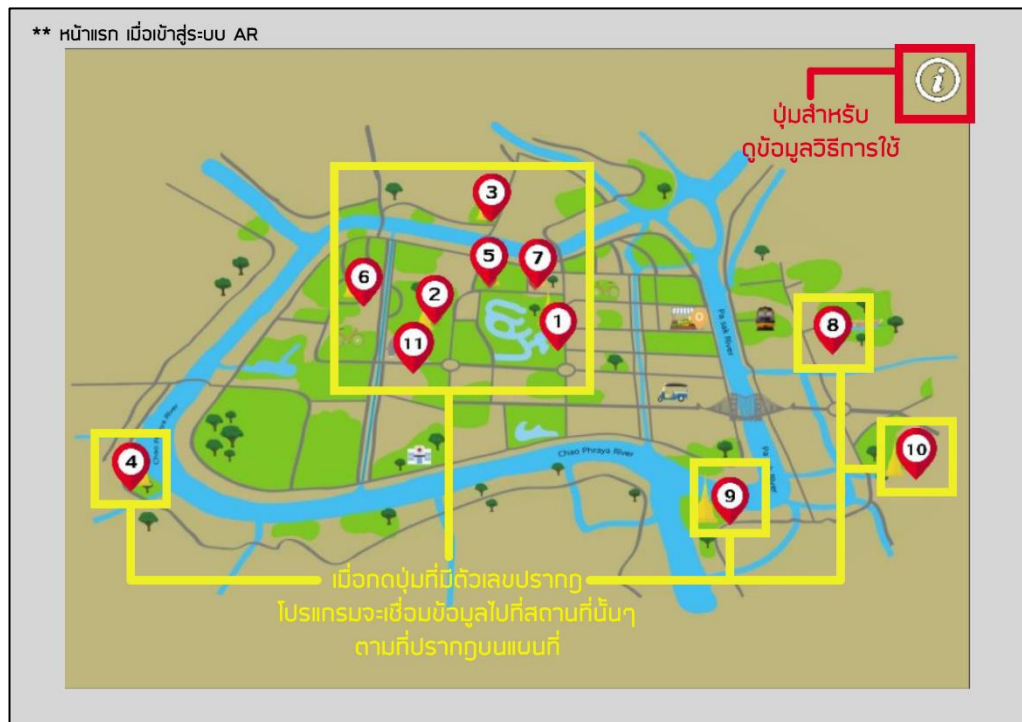 ** หน้าแรก เมื่อเข้าสู่ระบบ AR
i
ปุ่มสำหรับ
ดูข้อมูลวิธีการใช้
3
5
7
6
2
1
11
8
Pa sak River
4
Chao Phraya River
Chao Phraya River
10
9
River
เมื่อกดปุ่มที่มีตัวเลขปรากฏ
โปรแกรมจะเชื่อมข้อมูลไปที่สถานที่นั้นๆ
ตามที่ปรากฏบนแผนที่